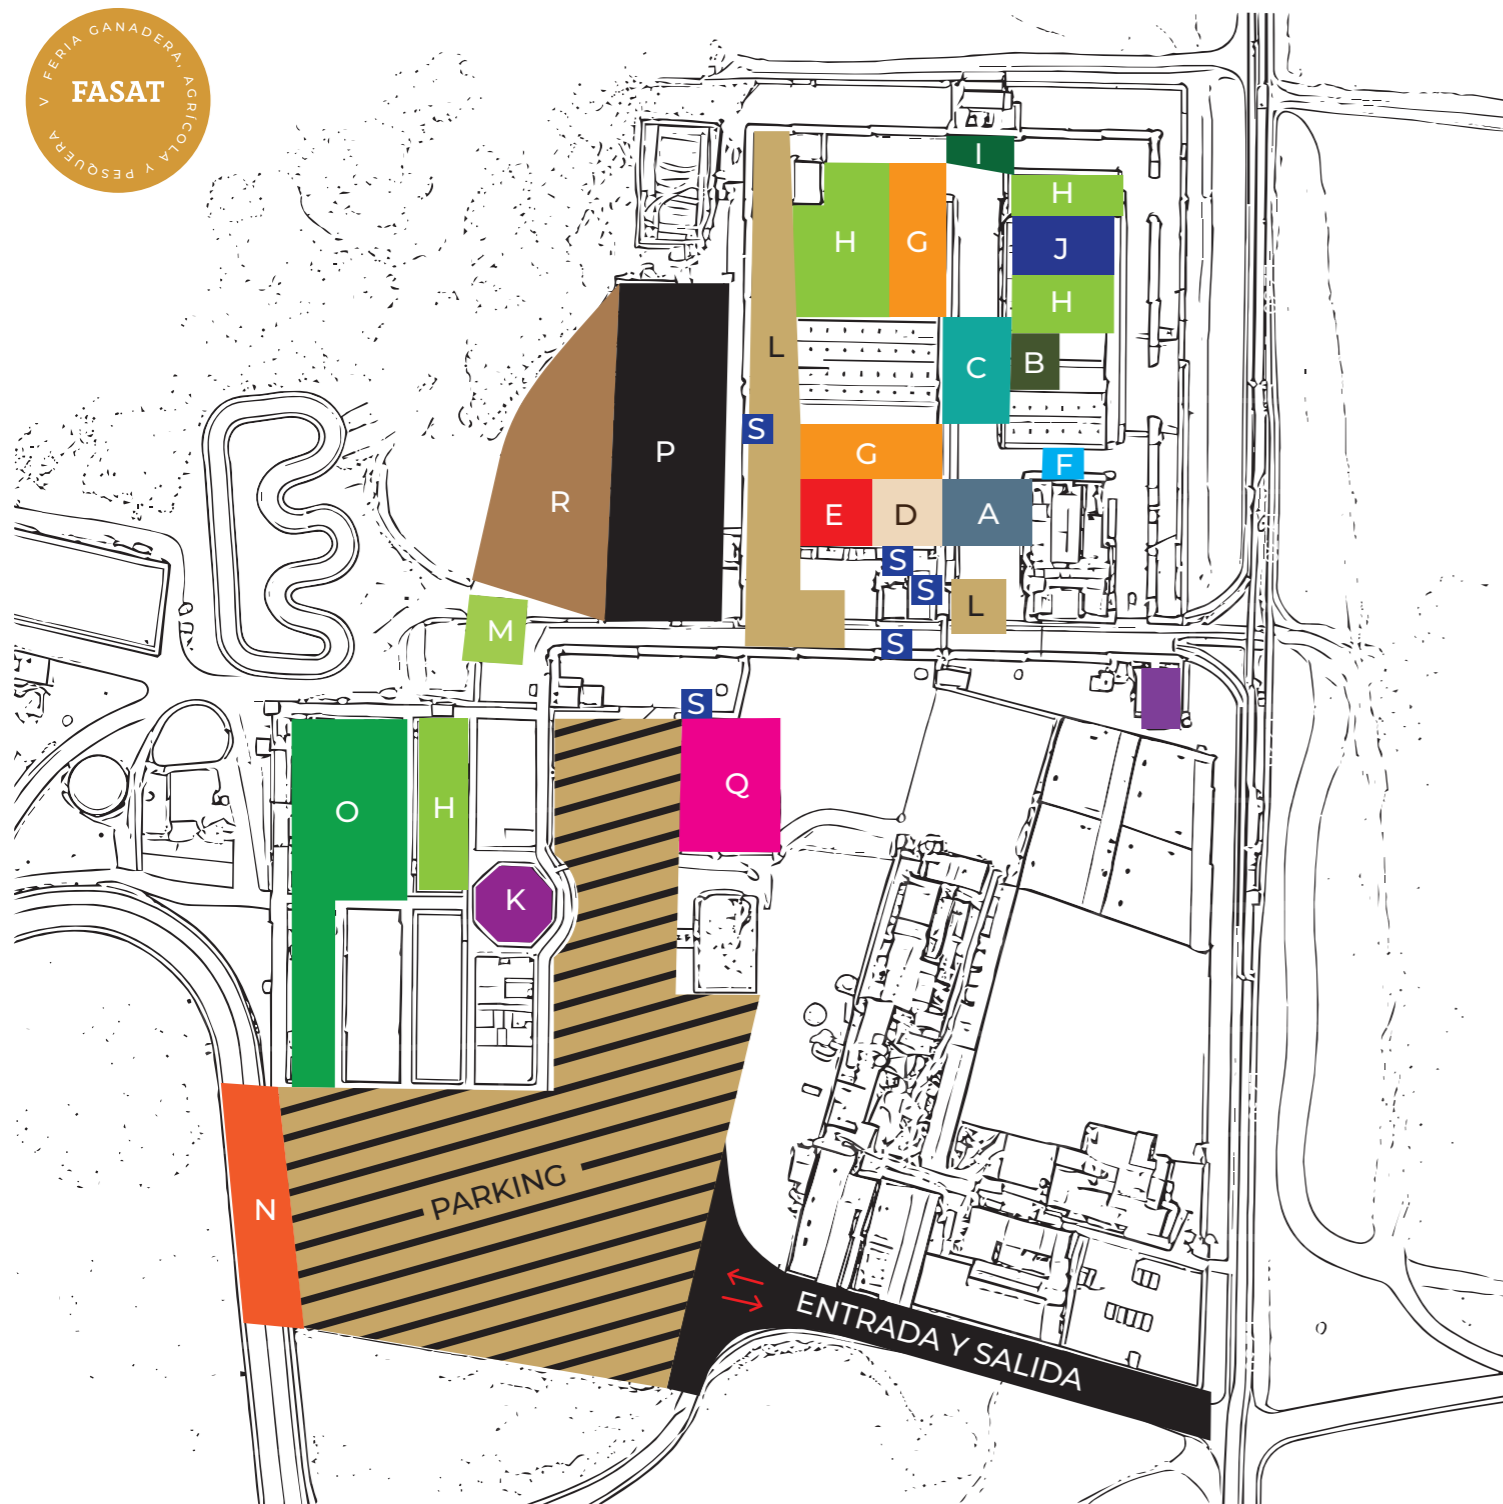 V FERIA GANADERA, AGRÍCOLA Y PESQUERA
FASAT
I
H
H
G
J
H
L
C
B
S
P
G
F
R
E
D
A
S
S
L
M
S
S
Q
O
H
K
PARKING
N
ENTRADA Y SALIDA